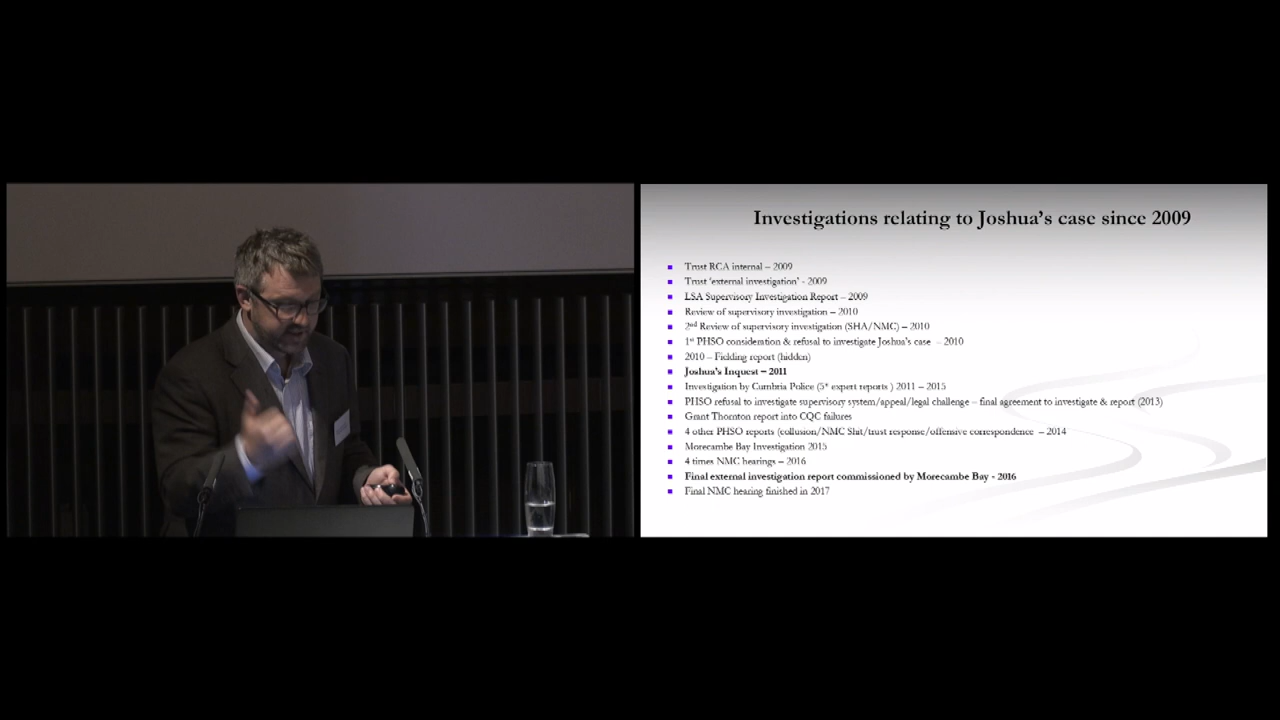 Investigations relating to Joshua's case since 2009
Trust RCA internal – 2009
Trust 'external investigation' - 2009
LSA Supervisory Investigation Report – 2009
Review of supervisory investigation – 2010
2nd Review of supervisory investigation (SHA/NMC) – 2010
1st PHSO consideration & refusal to investigate Joshua's case – 2010
2010 – Fielding report (hidden)
Joshua's Inquest – 2011
Investigation by Cumbria Police (5* expert reports ) 2011 – 2015
PHSO refusal to investigate supervisory system/appeal/legal challenge – final agreement to investigate & report (2013)
Grant Thornton report into CQC failures
4 other PHSO reports (collusion/NMC Shit/trust response/offensive correspondence – 2014
Morecambe Bay Investigation 2015
4 times NMC hearings – 2016
Final external investigation report commissioned by Morecambe Bay - 2016
Final NMC hearing finished in 2017